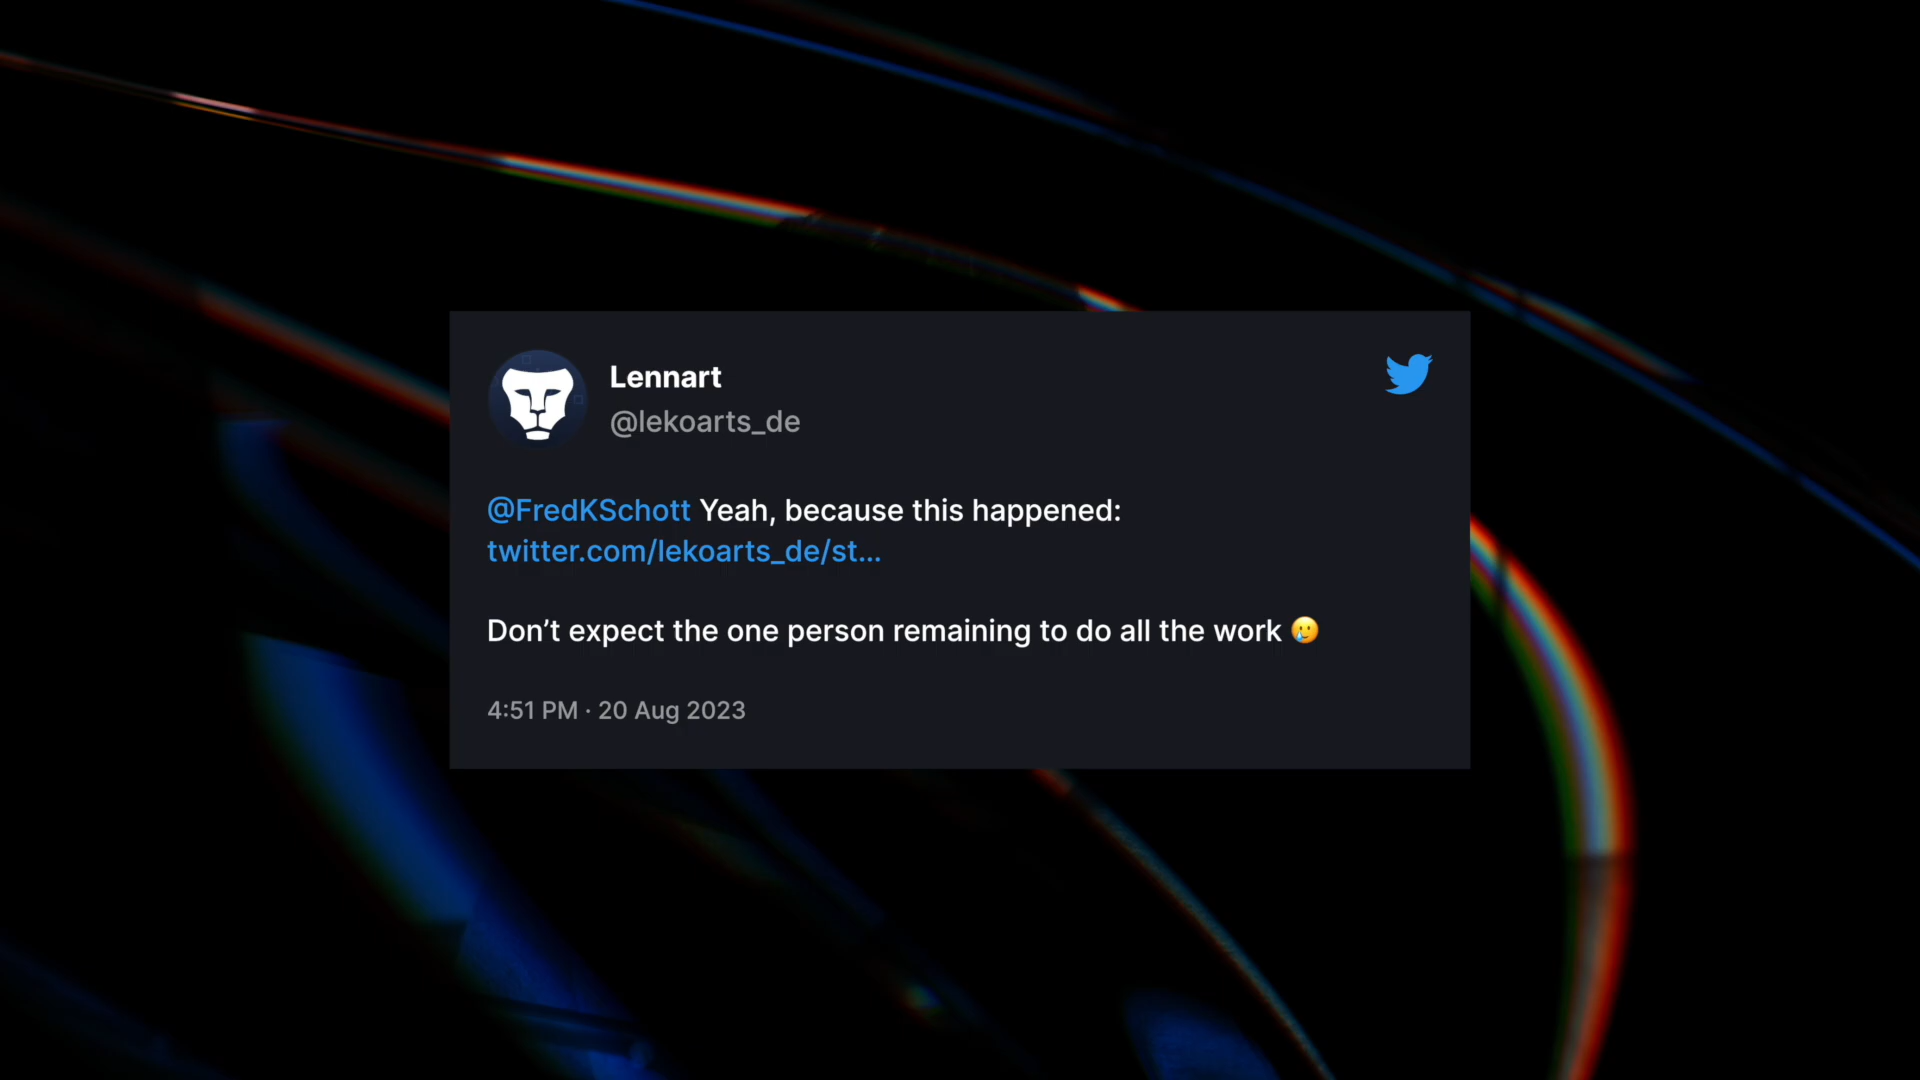 Lennart
@lekoarts_de
@FredKSchott Yeah, because this happened:
twitter.com/lekoarts_de/st...
Don’t expect the one person remaining to do all the work 🥲
4:51 PM · 20 Aug 2023